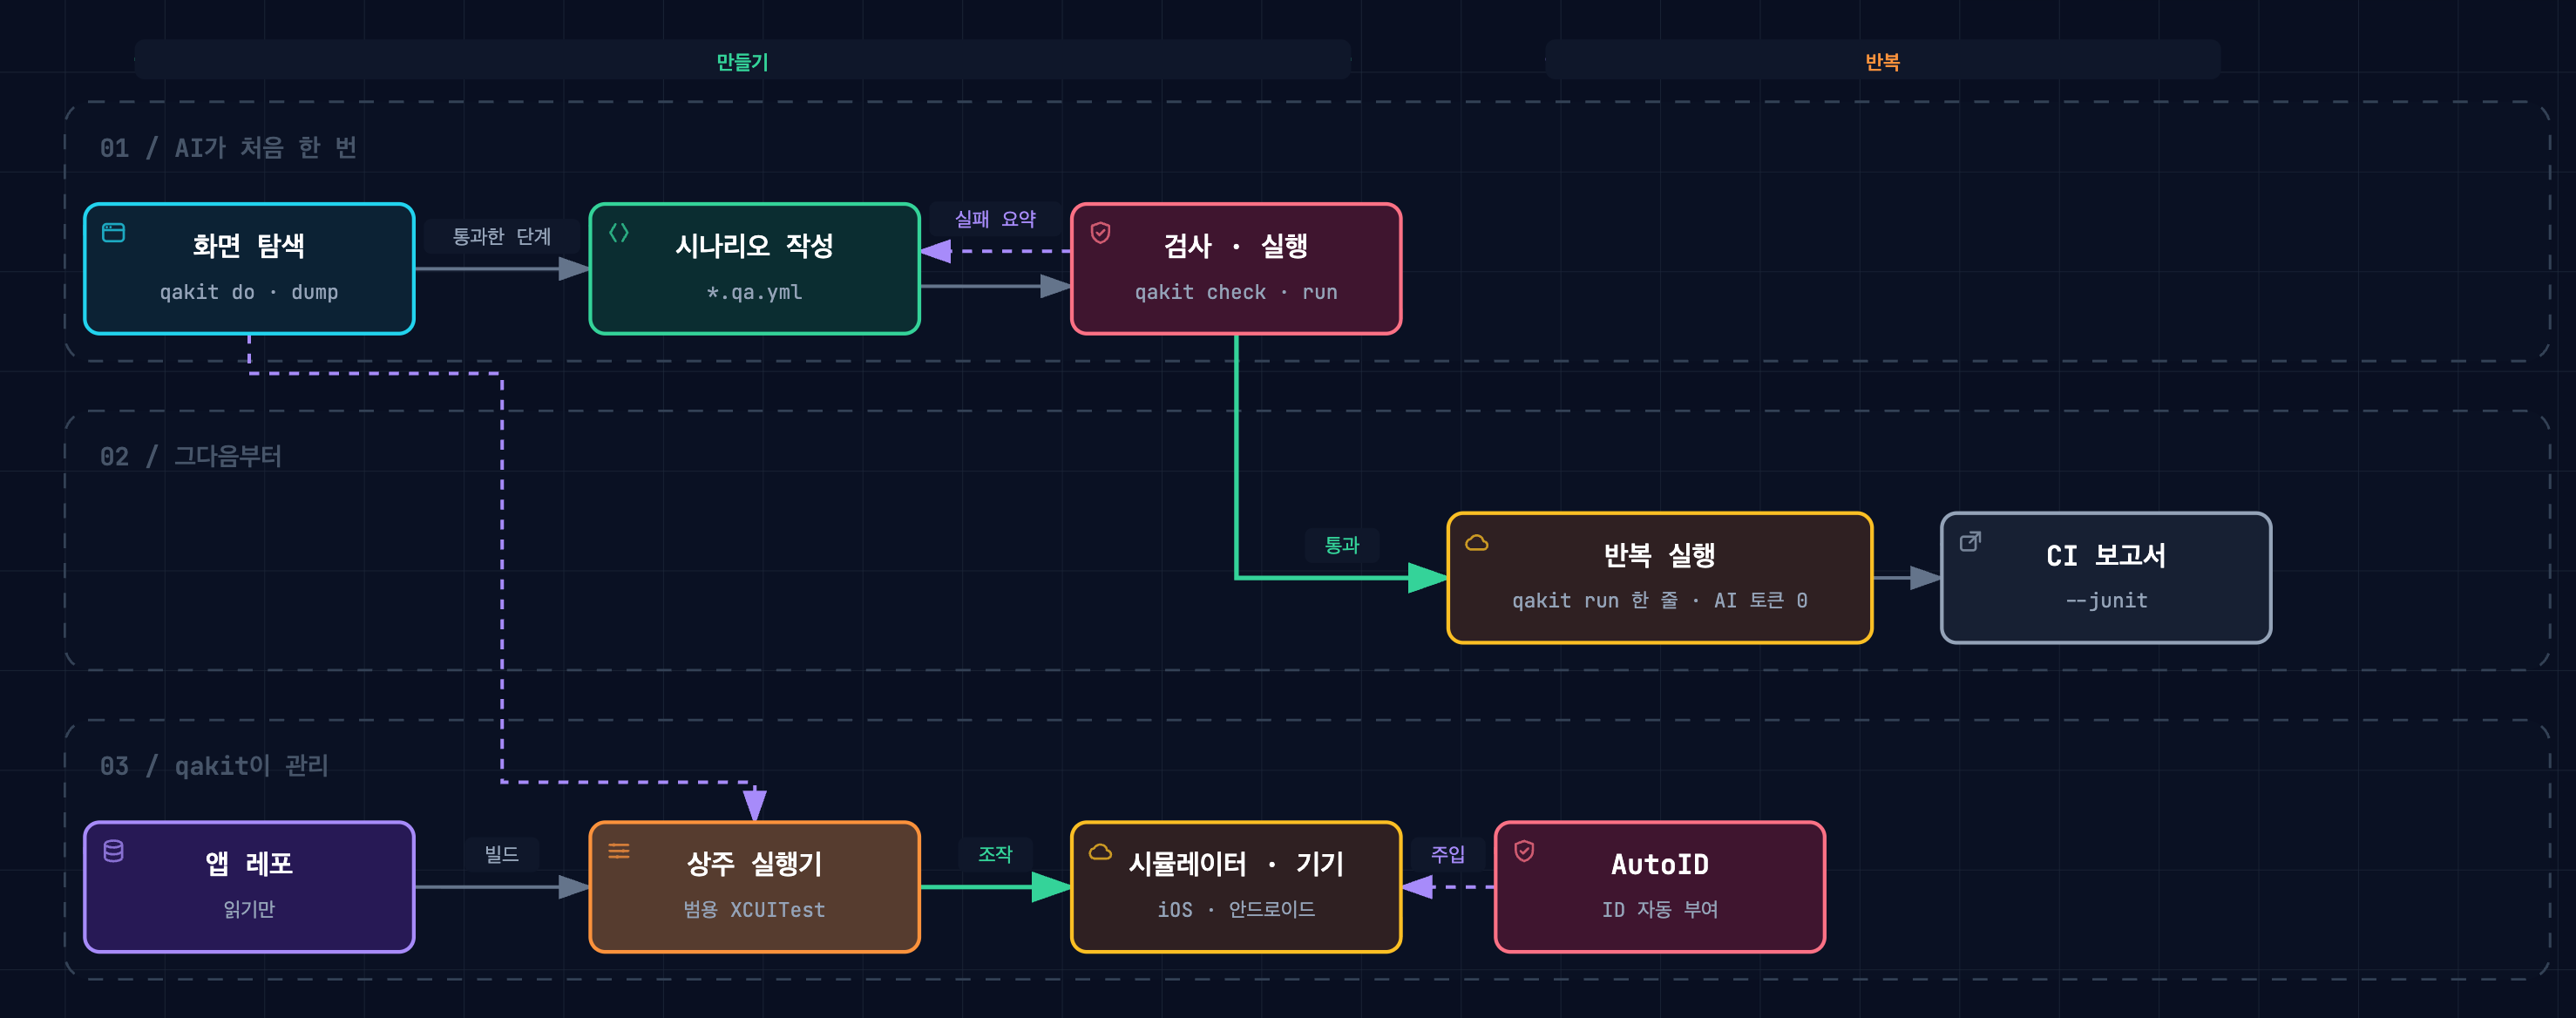 만들기
반복
01 / AI가 처음 한 번
화면 탐색
qakit do · dump
통과한 단계
시나리오 작성
*.qa.yml
실패 요약
검사 · 실행
qakit check · run
02 / 그다음부터
통과
반복 실행
qakit run 한 줄 · AI 토큰 0
CI 보고서
--junit
03 / qakit이 관리
앱 레포
읽기만
빌드
상주 실행기
범용 XCUITest
조작
시뮬레이터 · 기기
iOS · 안드로이드
주입
AutoID
ID 자동 부여